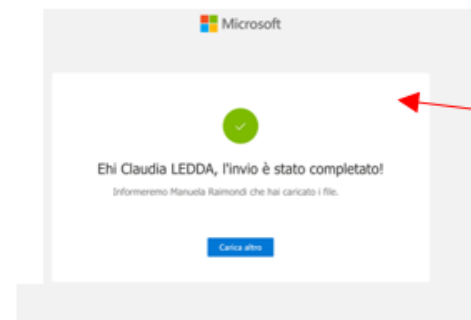 Microsoft
Ehi Claudia LEDDA, l'invio è stato completato!
Informeremo Manuela Raimondi che hai caricato i file.
Carica altro